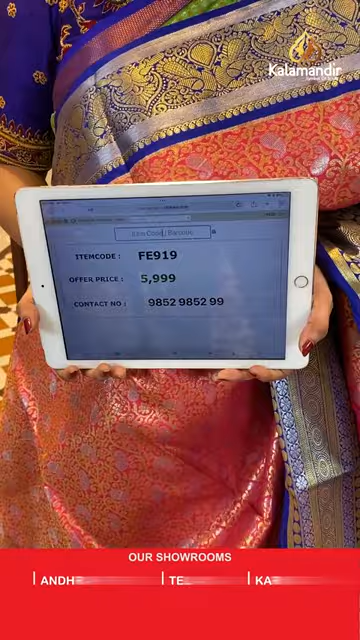 Kalamandir
Item Code / Barcode
ITEMCODE : FE919
OFFER PRICE : 5,999
CONTACT NO : 9852 9852 99
OUR SHOWROOMS
| ANDH | TE | KA